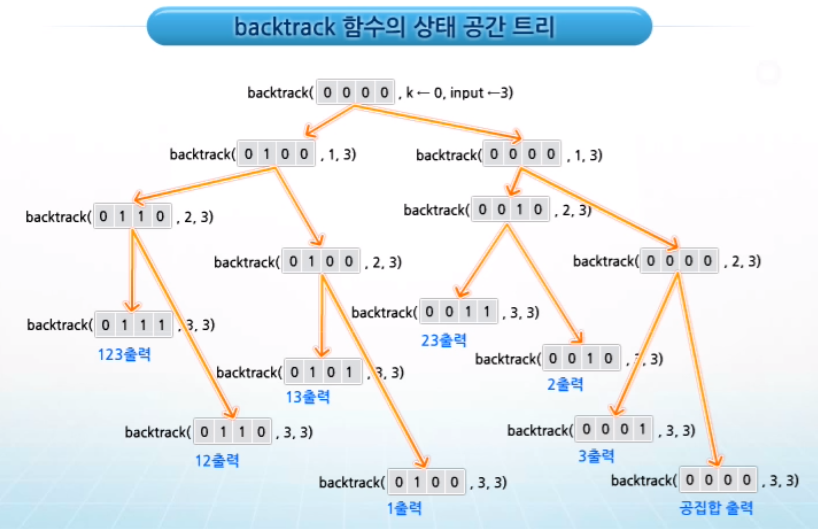 backtrack 함수의 상태 공간 트리
backtrack( 0 0 0 0 , k ← 0, input ←3)
backtrack( 0 1 0 0 , 1, 3)
backtrack( 0 0 0 0 , 1, 3)
backtrack( 0 1 1 0 , 2, 3)
backtrack( 0 0 1 0 , 2, 3)
backtrack( 0 1 0 0 , 2, 3)
backtrack( 0 0 0 0 , 2, 3)
backtrack( 0 1 1 1 , 3, 3)
123출력
backtrack( 0 0 1 1 , 3, 3)
23출력
backtrack( 0 1 0 1 , 3, 3)
13출력
backtrack( 0 0 1 0 , 3, 3)
2출력
backtrack( 0 1 1 0 , 3, 3)
12출력
backtrack( 0 0 0 1 , 3, 3)
3출력
backtrack( 0 1 0 0 , 3, 3)
1출력
backtrack( 0 0 0 0 , 3, 3)
공집합 출력